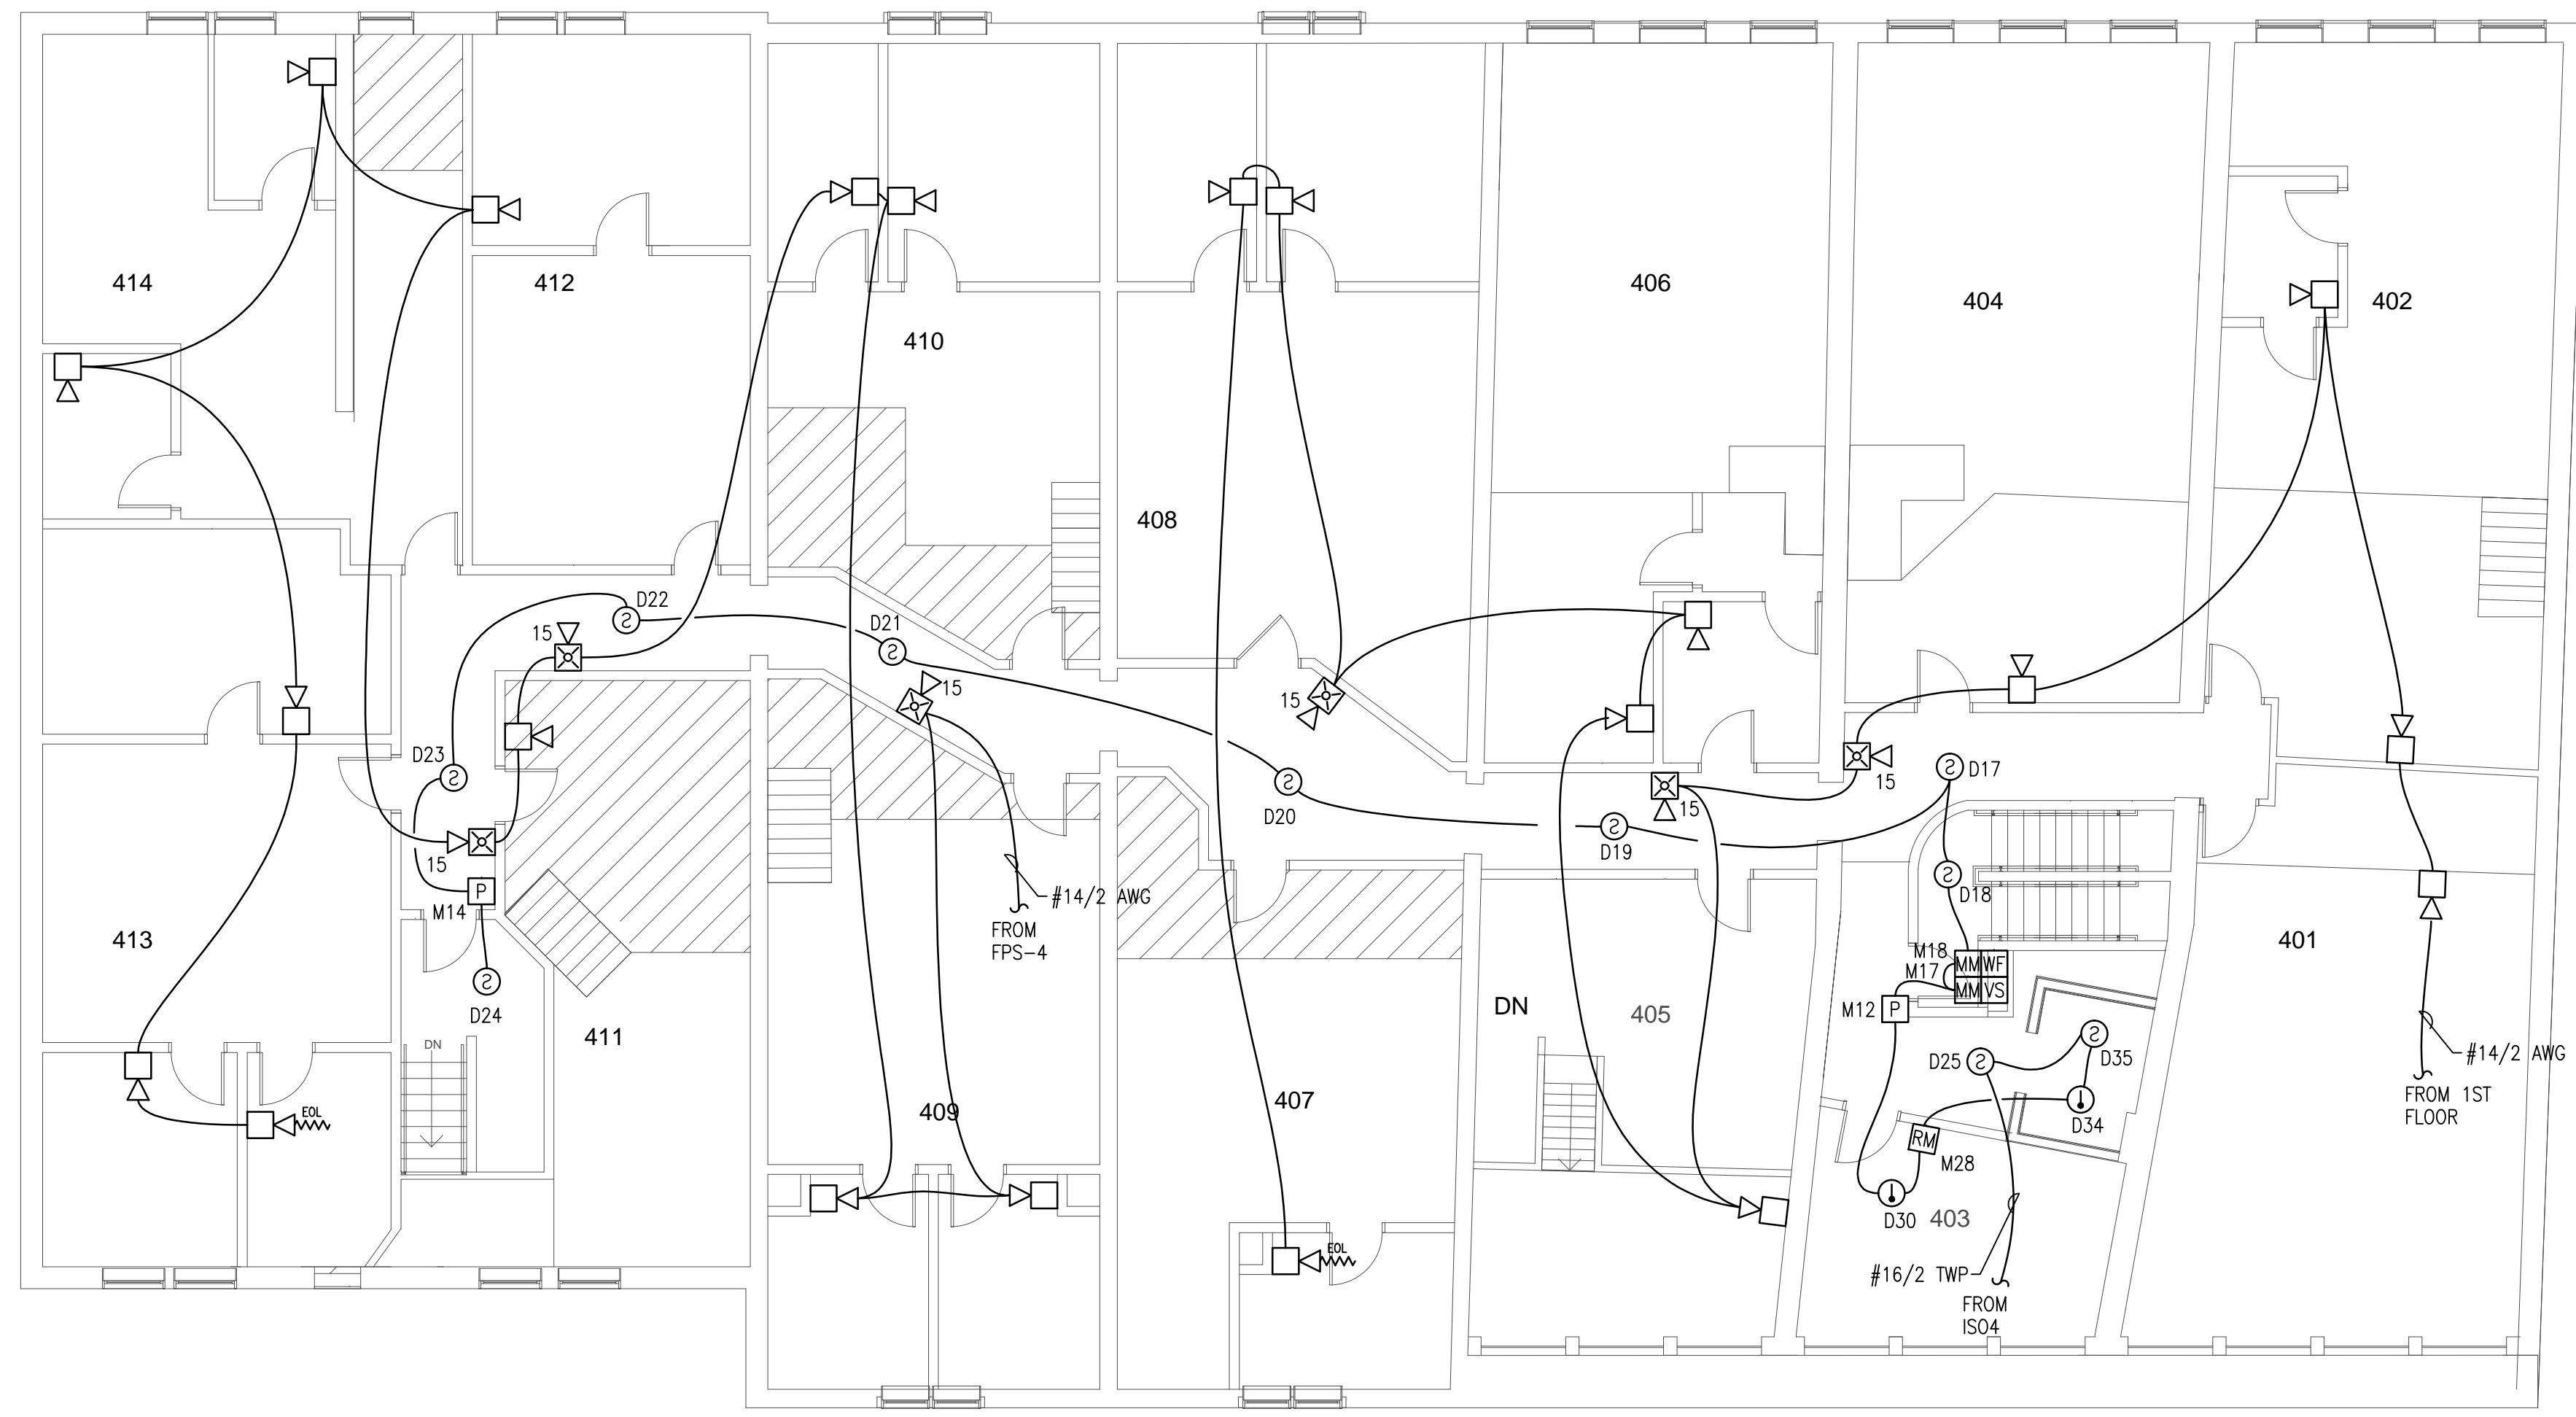 414
412
410
408
406
404
402
D22
15
D21
15
15
D23
D20
D17
15
15
D19
15
M14
#14/2 AWG
FROM
FPS-4
D18
413
401
M18
MM
WF
M17
MM
VS
P
D24
M12
P
DN
405
411
DN
D25
D35
#14/2 AWG
FROM 1ST
FLOOR
EOL
409
407
D34
RM
M28
D30
403
EOL
#16/2 TWP
FROM
ISO4
S
S
S
S
S
S
S
S
S
S